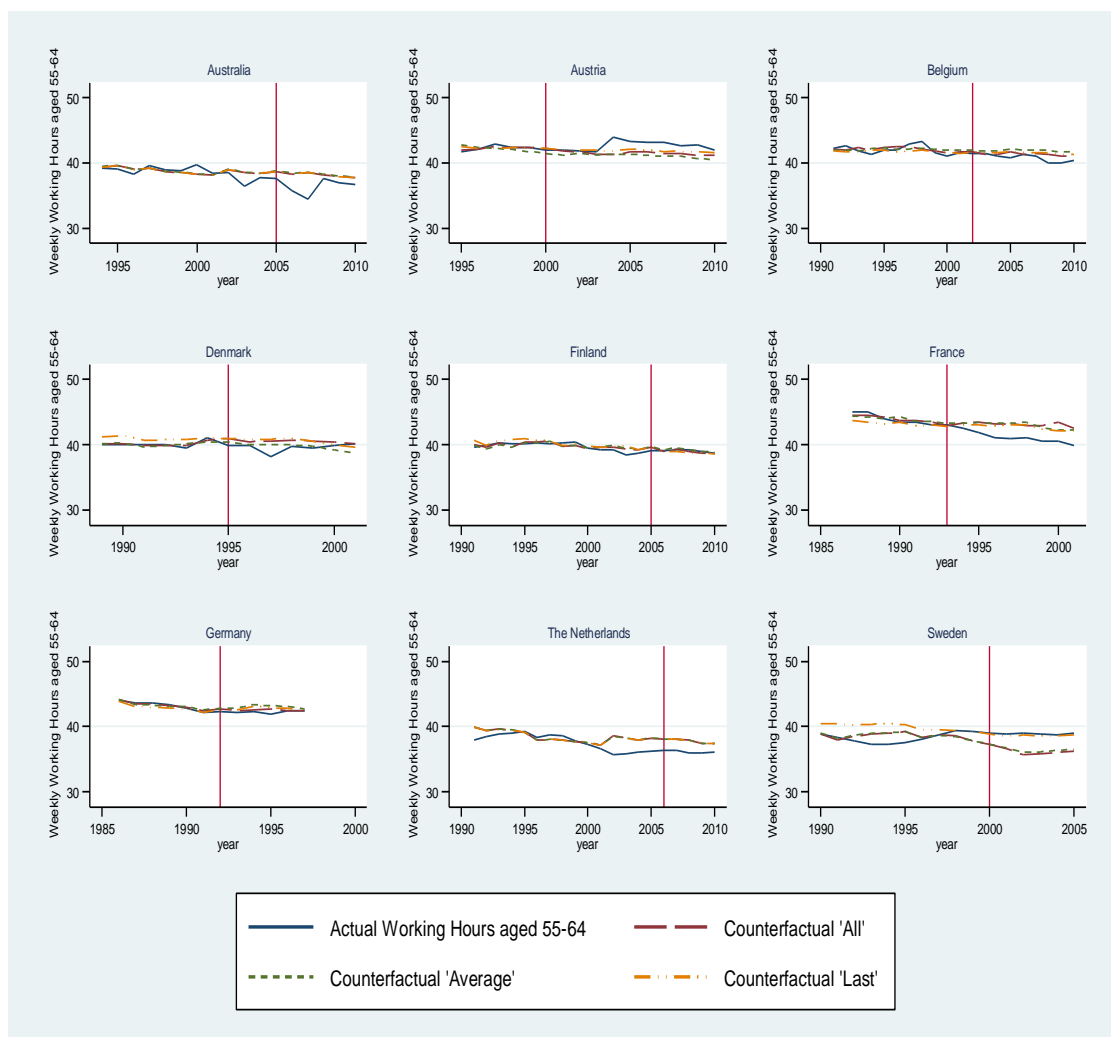 Australia
Weekly Working Hours aged 55-64
50
40
30
1995 2000 2005 2010
year
Austria
Weekly Working Hours aged 55-64
50
40
30
1995 2000 2005 2010
year
Belgium
Weekly Working Hours aged 55-64
50
40
30
1990 1995 2000 2005 2010
year
Denmark
Weekly Working Hours aged 55-64
50
40
30
1990 1995 2000
year
Finland
Weekly Working Hours aged 55-64
50
40
30
1990 1995 2000 2005 2010
year
France
Weekly Working Hours aged 55-64
50
40
30
1985 1990 1995 2000
year
Germany
Weekly Working Hours aged 55-64
50
40
30
1985 1990 1995 2000
year
The Netherlands
Weekly Working Hours aged 55-64
50
40
30
1990 1995 2000 2005 2010
year
Sweden
Weekly Working Hours aged 55-64
50
40
30
1990 1995 2000 2005
year
Actual Working Hours aged 55-64
Counterfactual 'All'
Counterfactual 'Average'
Counterfactual 'Last'